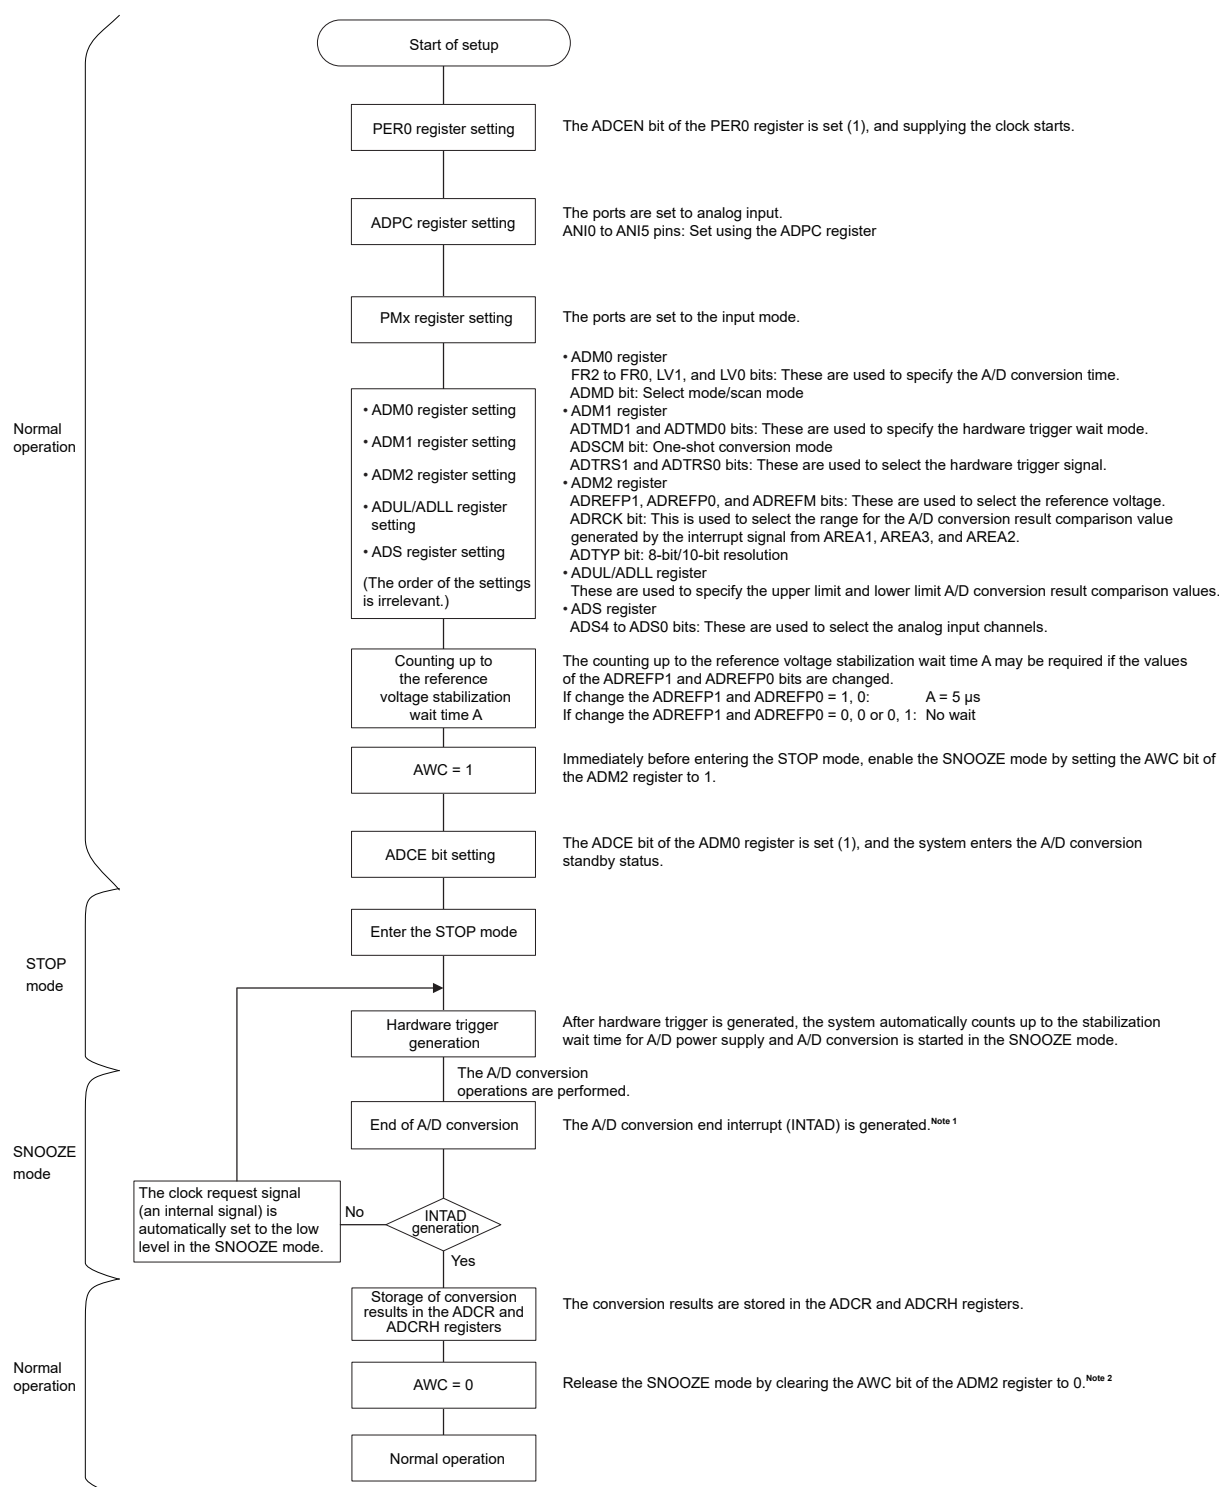 Start of setup
PER0 register setting
The ADCEN bit of the PER0 register is set (1), and supplying the clock starts.
ADPC register setting
The ports are set to analog input.
ANI0 to ANI5 pins: Set using the ADPC register
PMx register setting
The ports are set to the input mode.
Normal
operation
• ADM0 register setting
• ADM1 register setting
• ADM2 register setting
• ADUL/ADLL register
setting
• ADS register setting
(The order of the settings
is irrelevant.)
• ADM0 register
FR2 to FR0, LV1, and LV0 bits: These are used to specify the A/D conversion time.
ADMD bit: Select mode/scan mode
• ADM1 register
ADTMD1 and ADTMD0 bits: These are used to specify the hardware trigger wait mode.
ADSCM bit: One-shot conversion mode
ADTRS1 and ADTRS0 bits: These are used to select the hardware trigger signal.
• ADM2 register
ADREFP1, ADREFP0, and ADREFM bits: These are used to select the reference voltage.
ADRCK bit: This is used to select the range for the A/D conversion result comparison value
generated by the interrupt signal from AREA1, AREA3, and AREA2.
ADTYP bit: 8-bit/10-bit resolution
• ADUL/ADLL register
These are used to specify the upper limit and lower limit A/D conversion result comparison values.
• ADS register
ADS4 to ADS0 bits: These are used to select the analog input channels.
Counting up to
the reference
voltage stabilization
wait time A
The counting up to the reference voltage stabilization wait time A may be required if the values
of the ADREFP1 and ADREFP0 bits are changed.
If change the ADREFP1 and ADREFP0 = 1, 0: A = 5 µs
If change the ADREFP1 and ADREFP0 = 0, 0 or 0, 1: No wait
AWC = 1
Immediately before entering the STOP mode, enable the SNOOZE mode by setting the AWC bit of
the ADM2 register to 1.
ADCE bit setting
The ADCE bit of the ADM0 register is set (1), and the system enters the A/D conversion
standby status.
Enter the STOP mode
STOP
mode
Hardware trigger
generation
After hardware trigger is generated, the system automatically counts up to the stabilization
wait time for A/D power supply and A/D conversion is started in the SNOOZE mode.
The A/D conversion
operations are performed.
End of A/D conversion
The A/D conversion end interrupt (INTAD) is generated.Note 1
SNOOZE
mode
The clock request signal
(an internal signal) is
automatically set to the low
level in the SNOOZE mode.
No
INTAD
generation
Yes
Storage of conversion
results in the ADCR and
ADCRH registers
The conversion results are stored in the ADCR and ADCRH registers.
Normal
operation
AWC = 0
Release the SNOOZE mode by clearing the AWC bit of the ADM2 register to 0.Note 2
Normal operation